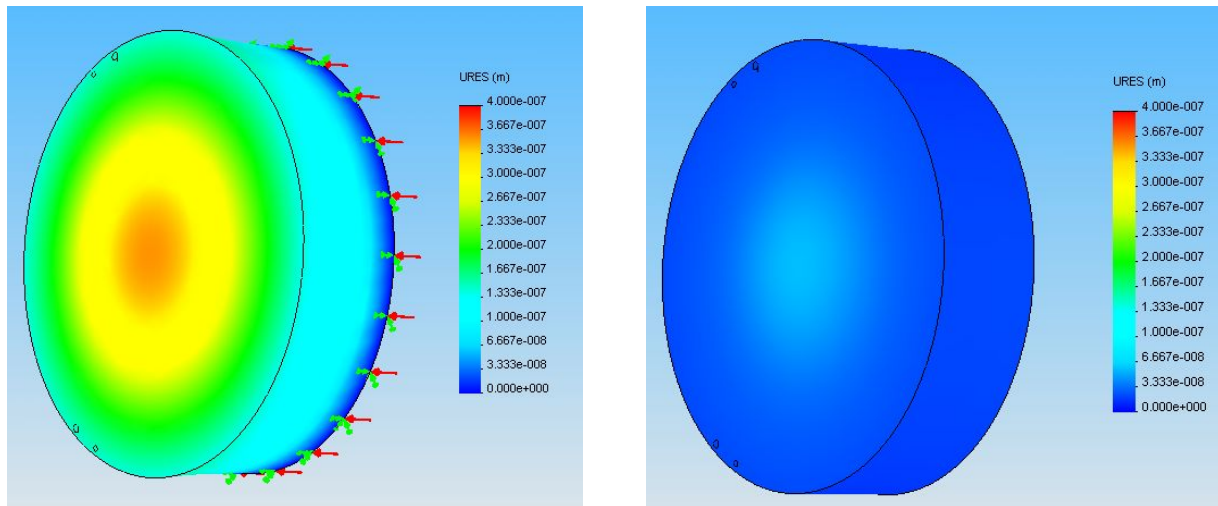 URES (m)
4.000e-007
3.667e-007
3.333e-007
3.000e-007
2.667e-007
2.333e-007
2.000e-007
1.667e-007
1.333e-007
1.000e-007
6.667e-008
3.333e-008
0.000e+000
URES (m)
4.000e-007
3.667e-007
3.333e-007
3.000e-007
2.667e-007
2.333e-007
2.000e-007
1.667e-007
1.333e-007
1.000e-007
6.667e-008
3.333e-008
0.000e+000